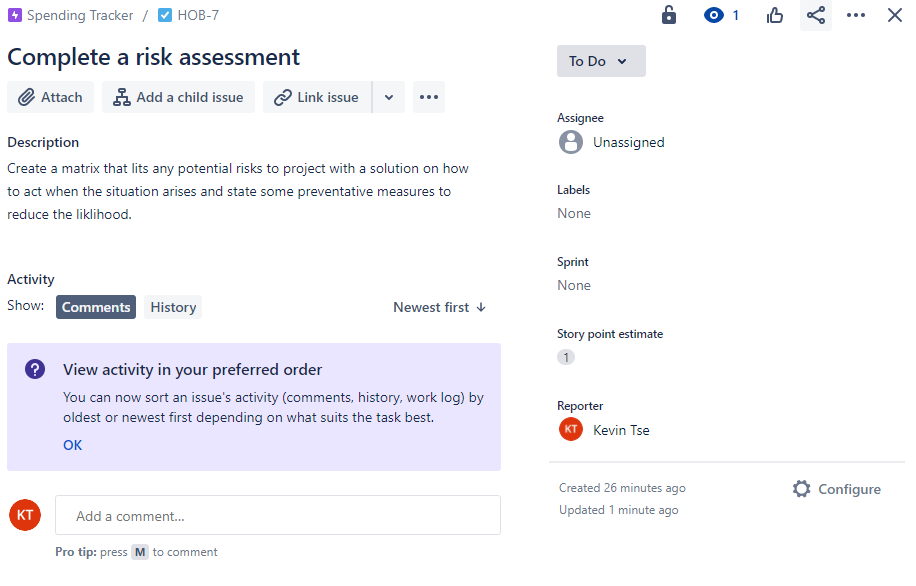 Spending Tracker / HOB-7
1
Complete a risk assessment
Attach
Add a child issue
Link issue
Description
Create a matrix that lits any potential risks to project with a solution on how
to act when the situation arises and state some preventative measures to
reduce the liklihood.
Activity
Show:
Comments
History
Newest first ↓
?
View activity in your preferred order
You can now sort an issue's activity (comments, history, work log) by
oldest or newest first depending on what suits the task best.
OK
KT
Add a comment...
Pro tip: press M to comment
To Do
Assignee
Unassigned
Labels
None
Sprint
None
Story point estimate
1
Reporter
KT Kevin Tse
Created 26 minutes ago
Updated 1 minute ago
Configure